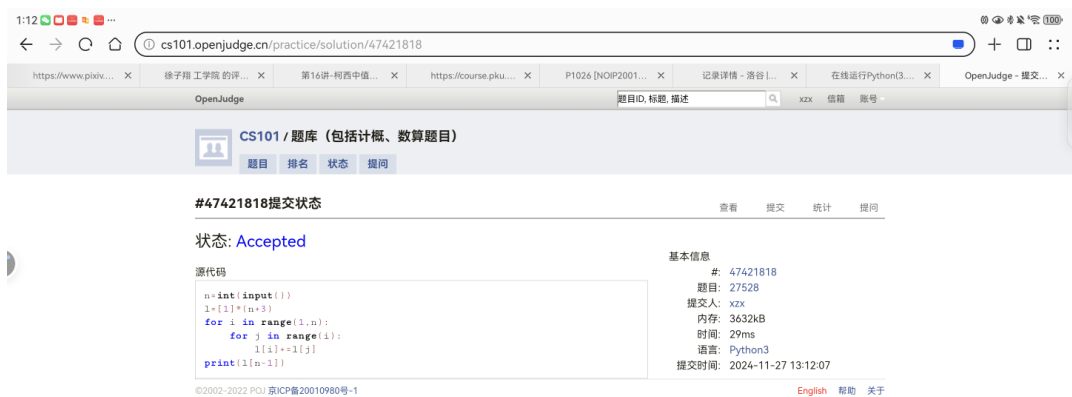 1:12 ···
100
cs101.openjudge.cn/practice/solution/47421818
https://www.pixiv.... × 徐子翔 工学院 的评... × 第16讲-柯西中值... × https://course.pku.... × P1026 [NOIP2001... × 记录详情 - 洛谷 |... × 在线运行Python(3.... × OpenJudge - 提交... ×
OpenJudge 题目ID, 标题, 描述 xzx 信箱 账号
CS101 / 题库（包括计概、数算题目）
题目 排名 状态 提问
#47421818提交状态 查看 提交 统计 提问
状态: Accepted
源代码
n=int(input())
l=[1]*(n+3)
for i in range(1,n):
    for j in range(i):
        l[i]+=l[j]
print(l[n-1])
基本信息
#: 47421818
题目: 27528
提交人: xzx
内存: 3632kB
时间: 29ms
语言: Python3
提交时间: 2024-11-27 13:12:07
©2002-2022 POJ 京ICP备20010980号-1 English 帮助 关于